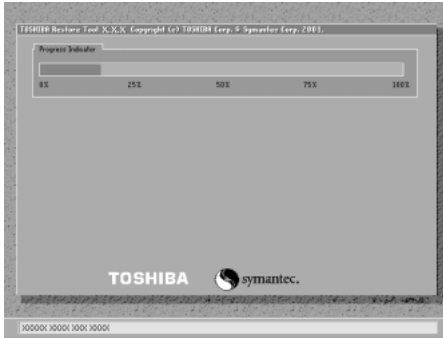 TOSHIBA Restore Tool X.X.X Copyright (c) TOSHIBA Corp. & Symantec Corp. 2001.
Progress Indicator
0% 25% 50% 75% 100%
TOSHIBA symantec.
XXXXX XXXX XXX XXXX